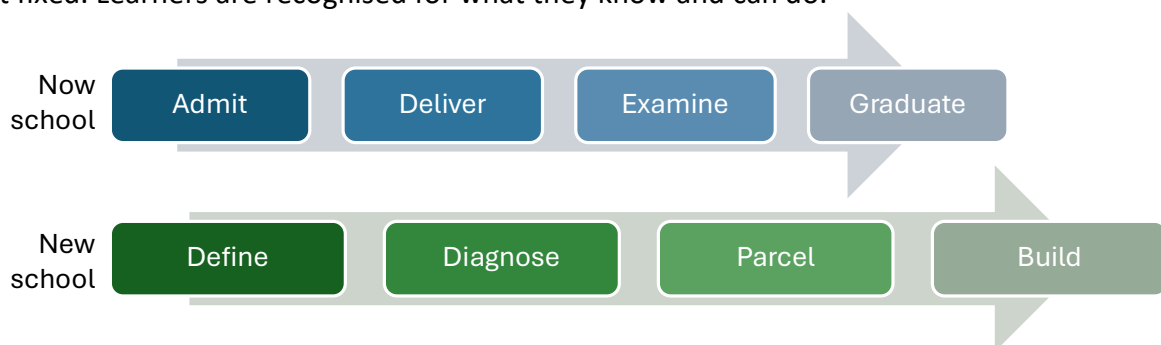 t fixed. Learners are recognised for what they know and can do.
Now school
Admit
Deliver
Examine
Graduate
New school
Define
Diagnose
Parcel
Build